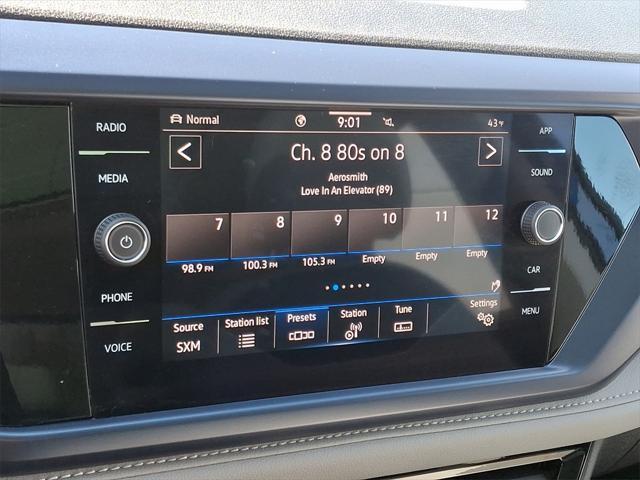 RADIO
MEDIA
PHONE
VOICE
Normal
9:01
43°F
Ch. 8 80s on 8
Aerosmith
Love In An Elevator (89)
7 8 9 10 11 12
98.9 FM 100.3 FM 105.3 FM Empty Empty Empty
Settings
Source Station list Presets Station Tune
SXM
APP
SOUND
CAR
MENU